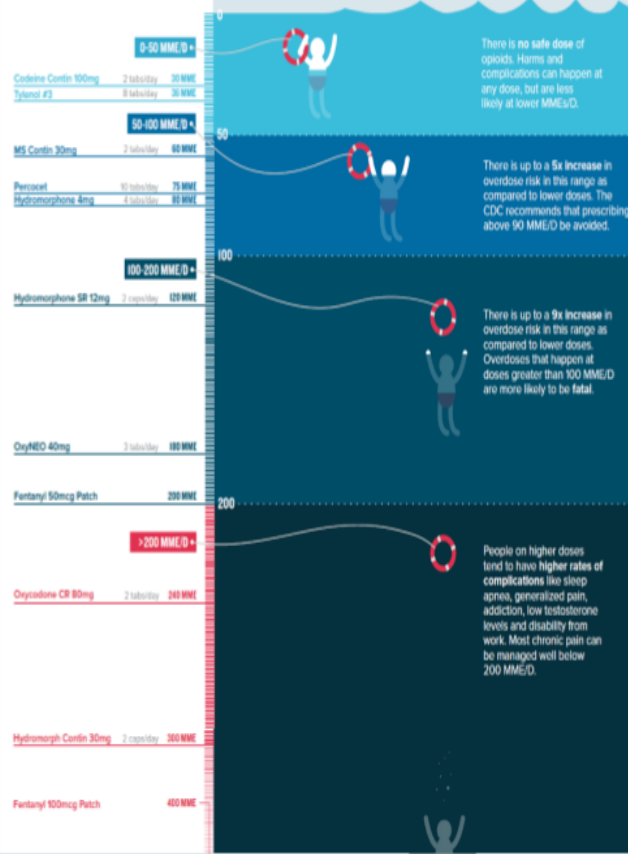 0
0-50 MME/D
There is no safe dose of
opioids. Harms and
complications can happen at
any dose, but are less
likely at lower MMEs/D.
Codeine Contin 100mg 2 tabs/day 30 MME
Tylenol #3 8 tabs/day 36 MME
50-100 MME/D
50
MS Contin 30mg 2 tabs/day 60 MME
Percocet 10 tabs/day 75 MME
Hydromorphone 4mg 4 tabs/day 80 MME
There is up to a 5x increase in
overdose risk in this range as
compared to lower doses. The
CDC recommends that prescribing
above 90 MME/D be avoided.
100
100-200 MME/D
Hydromorphone SR 12mg 2 caps/day 120 MME
There is up to a 9x increase in
overdose risk in this range as
compared to lower doses.
Overdoses that happen at
doses greater than 100 MME/D
are more likely to be fatal.
OxyNEO 40mg 3 tabs/day 180 MME
Fentanyl 50mcg Patch 200 MME
200
>200 MME/D
People on higher doses
tend to have higher rates of
complications like sleep
apnea, generalized pain,
addiction, low testosterone
levels and disability from
work. Most chronic pain can
be managed well below
200 MME/D.
Oxycodone CR 80mg 2 tabs/day 240 MME
Hydromorph Contin 30mg 2 caps/day 300 MME
Fentanyl 100mcg Patch 400 MME